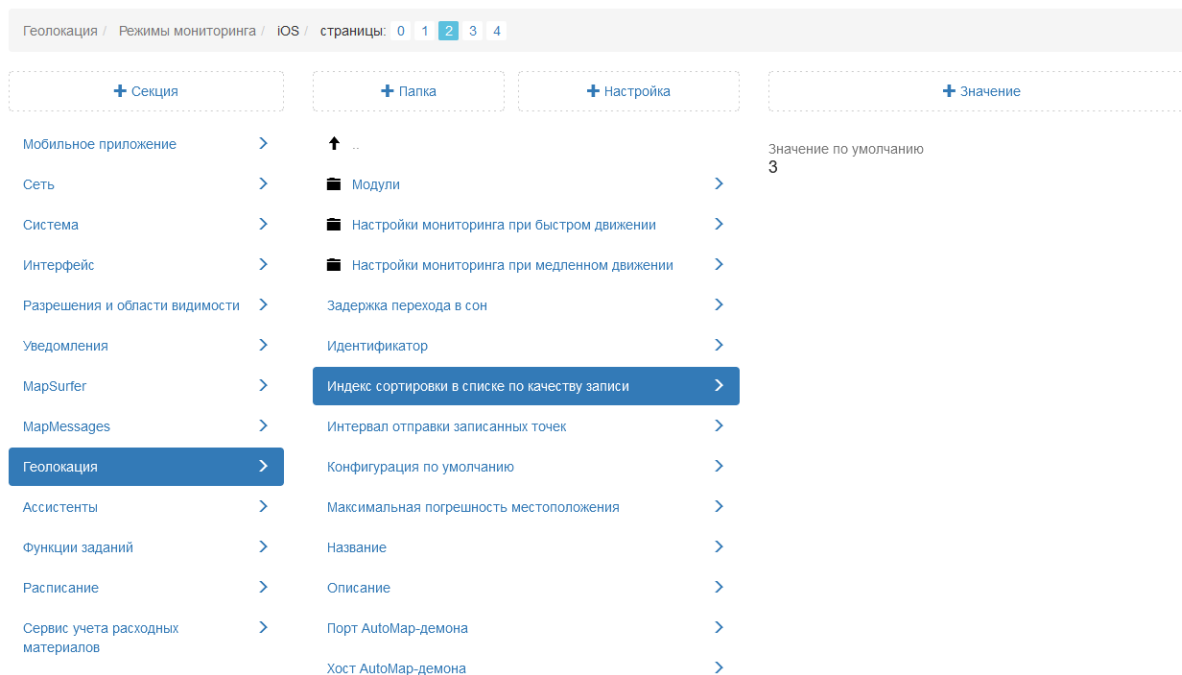 Геолокация / Режимы мониторинга / iOS / страницы: 0 1 2 3 4
+ Секция
+ Папка
+ Настройка
+ Значение
Мобильное приложение
Сеть
Система
Интерфейс
Разрешения и области видимости
Уведомления
MapSurfer
MapMessages
Геолокация
Ассистенты
Функции заданий
Расписание
Сервис учета расходных
материалов
..
Модули
Настройки мониторинга при быстром движении
Настройки мониторинга при медленном движении
Задержка перехода в сон
Идентификатор
Индекс сортировки в списке по качеству записи
Интервал отправки записанных точек
Конфигурация по умолчанию
Максимальная погрешность местоположения
Название
Описание
Порт AutoMap-демона
Хост AutoMap-демона
Значение по умолчанию
3